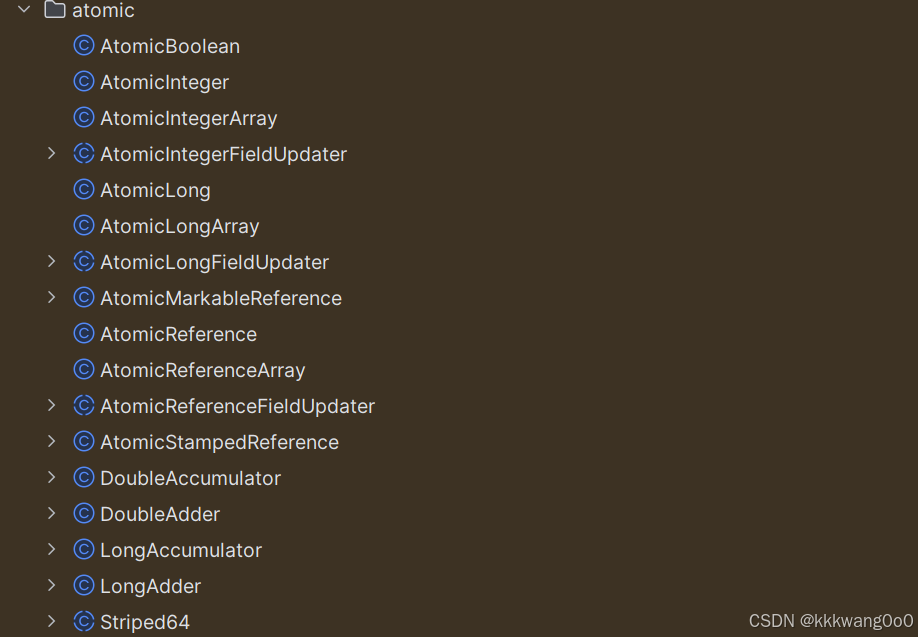 atomic
AtomicBoolean
AtomicInteger
AtomicIntegerArray
AtomicIntegerFieldUpdater
AtomicLong
AtomicLongArray
AtomicLongFieldUpdater
AtomicMarkableReference
AtomicReference
AtomicReferenceArray
AtomicReferenceFieldUpdater
AtomicStampedReference
DoubleAccumulator
DoubleAdder
LongAccumulator
LongAdder
Striped64
CSDN @kkkwang0o0